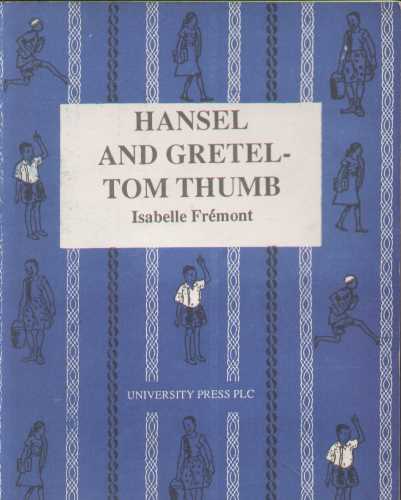 HANSEL
AND GRETEL-
TOM THUMB
Isabelle Frémont
UNIVERSITY PRESS PLC